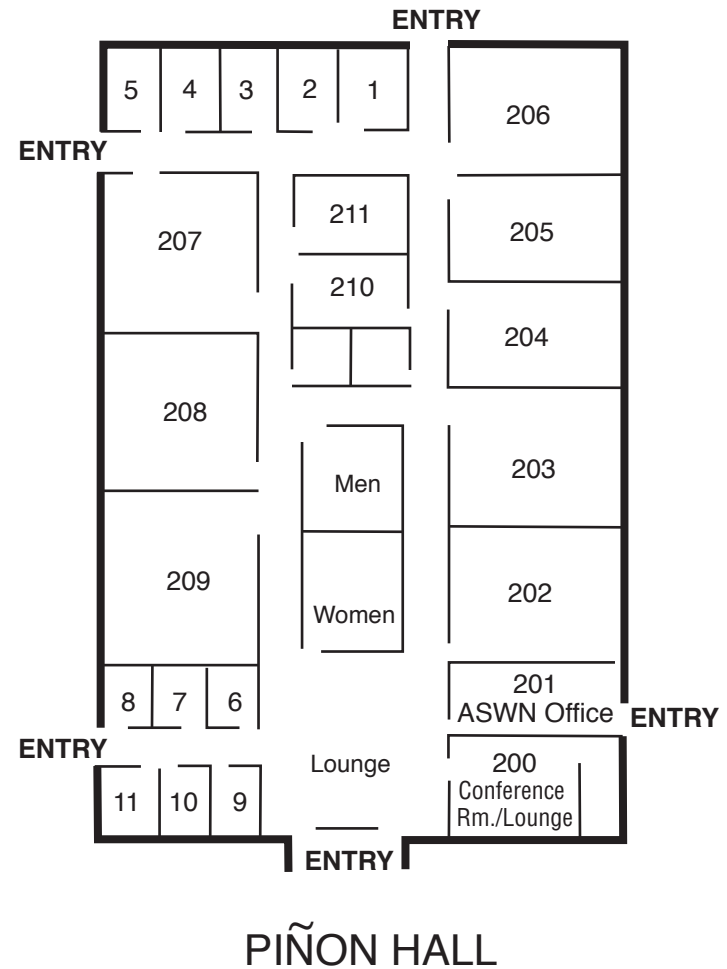 ENTRY
5 4 3 2 1
206
ENTRY
211
205
207
210
204
208
203
Men
209
202
Women
201
8 7 6
ASWN Office
ENTRY
ENTRY
Lounge
200
Conference
11 10 9
Rm./Lounge
ENTRY
PIÑON HALL